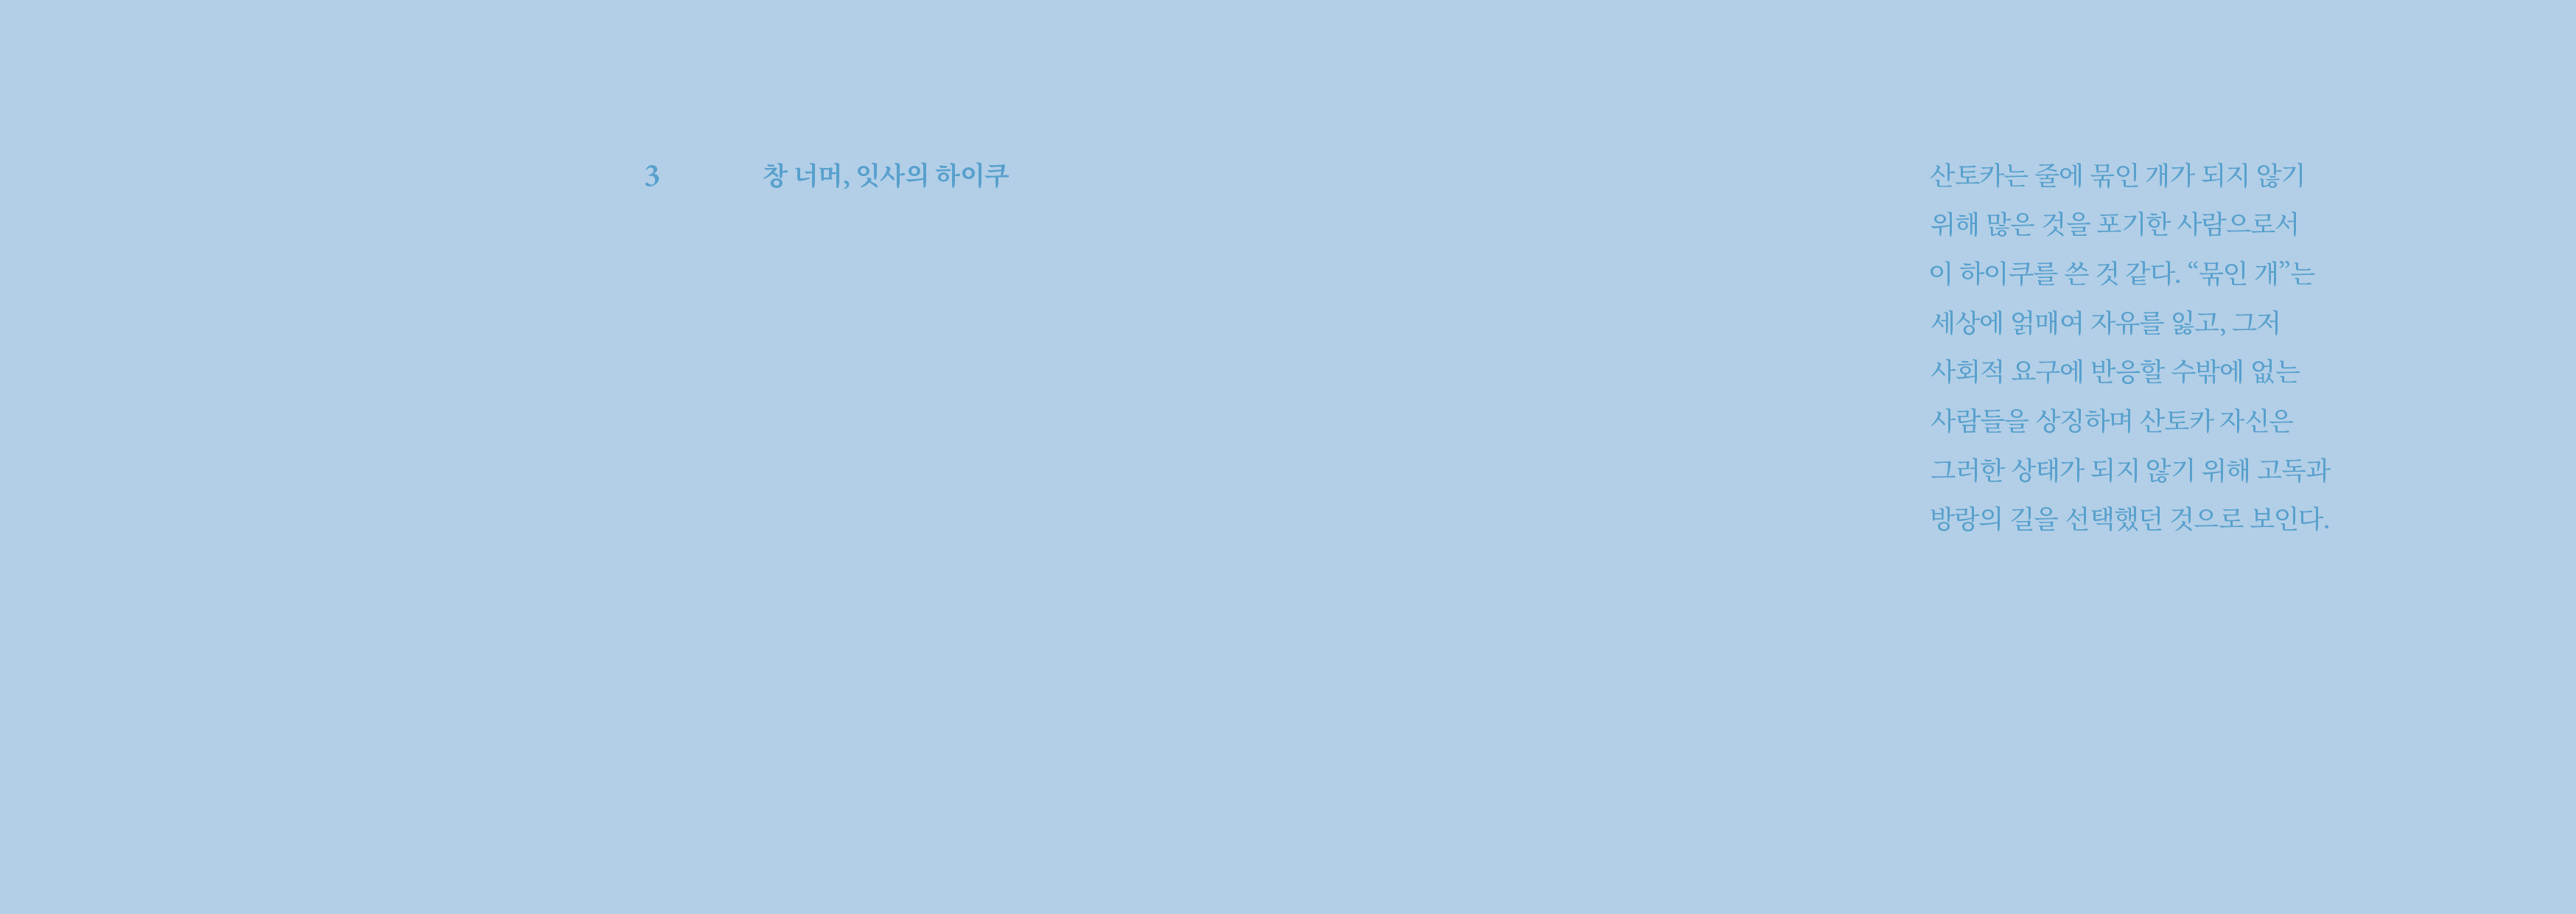 3 창 너머, 잇사의 하이쿠
산토카는 줄에 묶인 개가 되지 않기
위해 많은 것을 포기한 사람으로서
이 하이쿠를 쓴 것 같다. “묶인 개”는
세상에 얽매여 자유를 잃고, 그저
사회적 요구에 반응할 수밖에 없는
사람들을 상징하며 산토카 자신은
그러한 상태가 되지 않기 위해 고독과
방랑의 길을 선택했던 것으로 보인다.